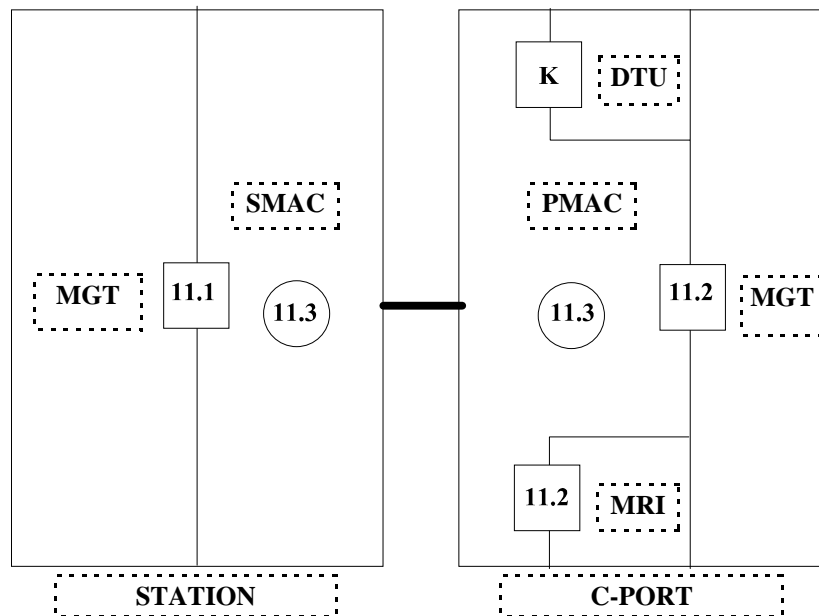 K
DTU
SMAC
PMAC
MGT
11.1
11.3
11.3
11.2
MGT
11.2
MRI
STATION
C-PORT